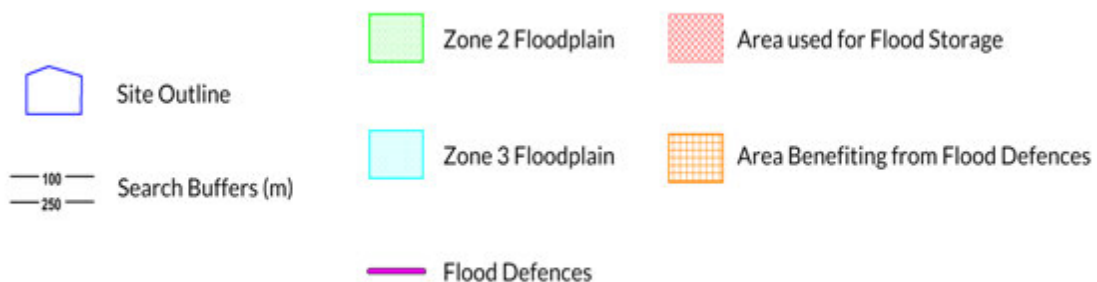 Site Outline
100
250
Search Buffers (m)
Zone 2 Floodplain
Zone 3 Floodplain
Flood Defences
Area used for Flood Storage
Area Benefiting from Flood Defences